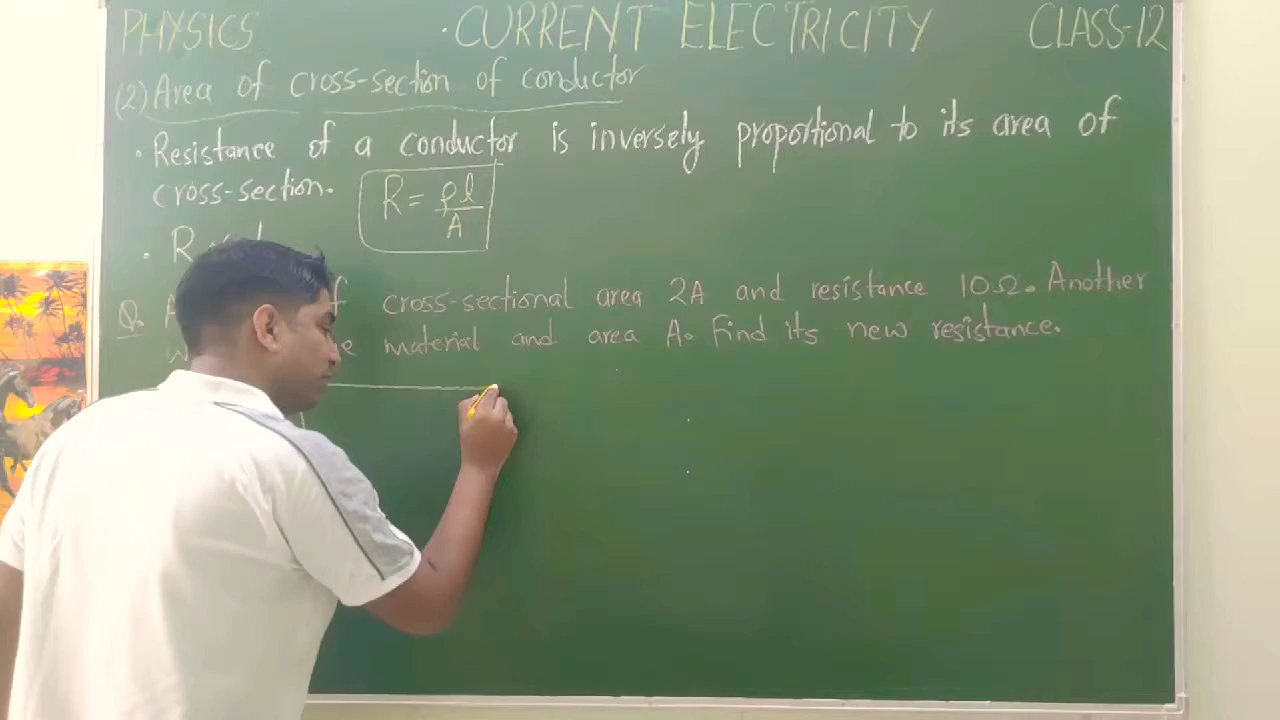 PHYSICS CURRENT ELECTRICITY CLASS-12
(2) Area of cross-section of conductor
• Resistance of a conductor is inversely proportional to its area of
cross-section.
R = ρl/A
• R
Q. cross-sectional area 2A and resistance 10Ω. Another
material and area A. Find its new resistance.